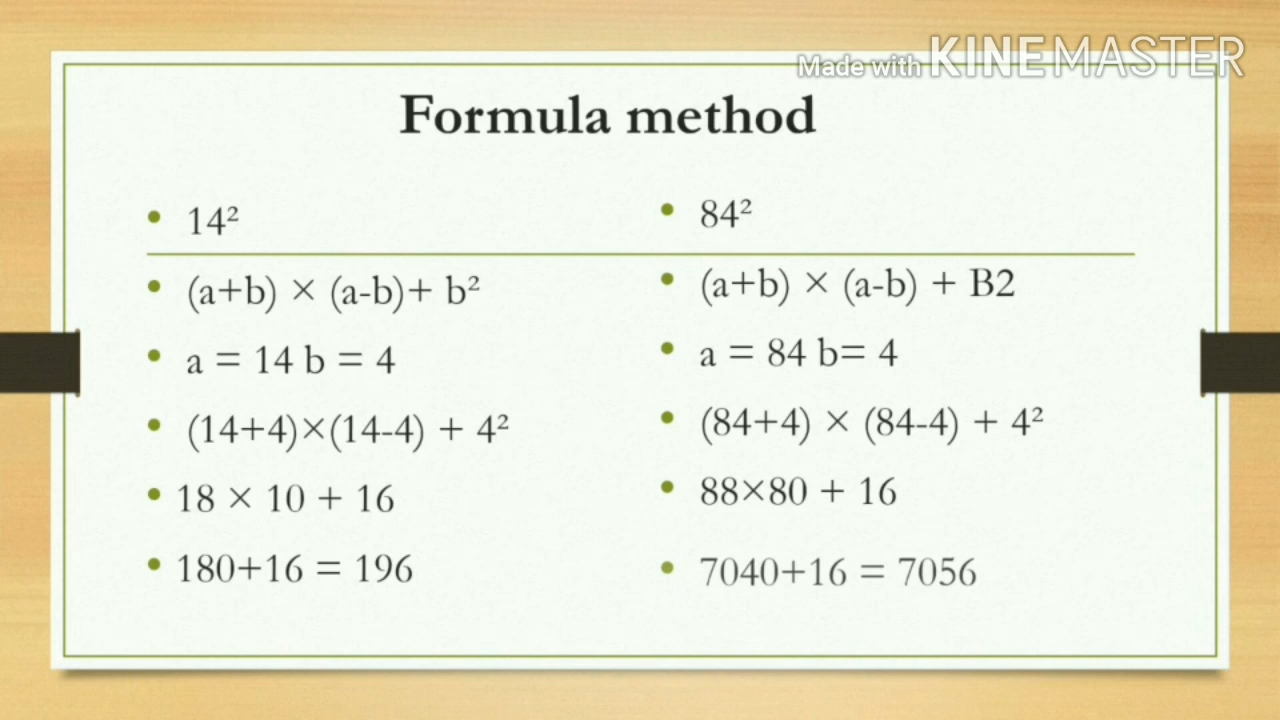 Made with KINEMASTER
Formula method
• 14²
• (a+b) × (a-b)+ b²
• a = 14 b = 4
• (14+4)×(14-4) + 4²
• 18 × 10 + 16
• 180+16 = 196
• 84²
• (a+b) × (a-b) + B2
• a = 84 b= 4
• (84+4) × (84-4) + 4²
• 88×80 + 16
• 7040+16 = 7056